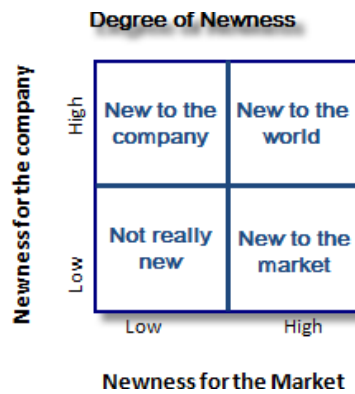 Degree of Newness
Newness for the company
High
New to the
company
New to the
world
Low
Not really
new
New to the
market
Low
High
Newness for the Market